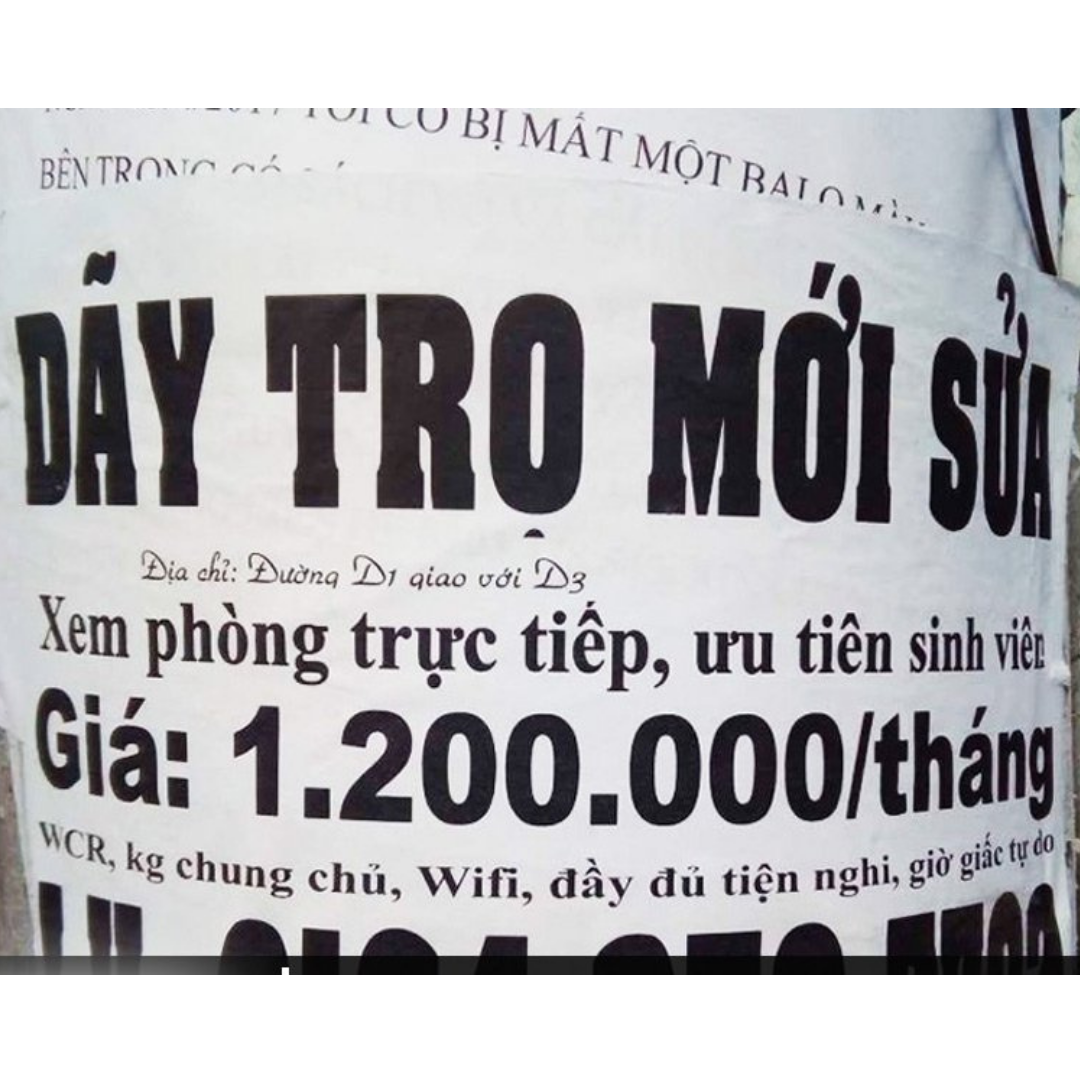 TÔI CÓ BỊ MẤT MỘT BALO MÀU
BÊN TRONG CÓ
DÃY TRỌ MỚI SỬA
Địa chỉ: Đường D1 giao với D3
Xem phòng trực tiếp, ưu tiên sinh viên
Giá: 1.200.000/tháng
WCR, kg chung chủ, Wifi, đầy đủ tiện nghi, giờ giấc tự do